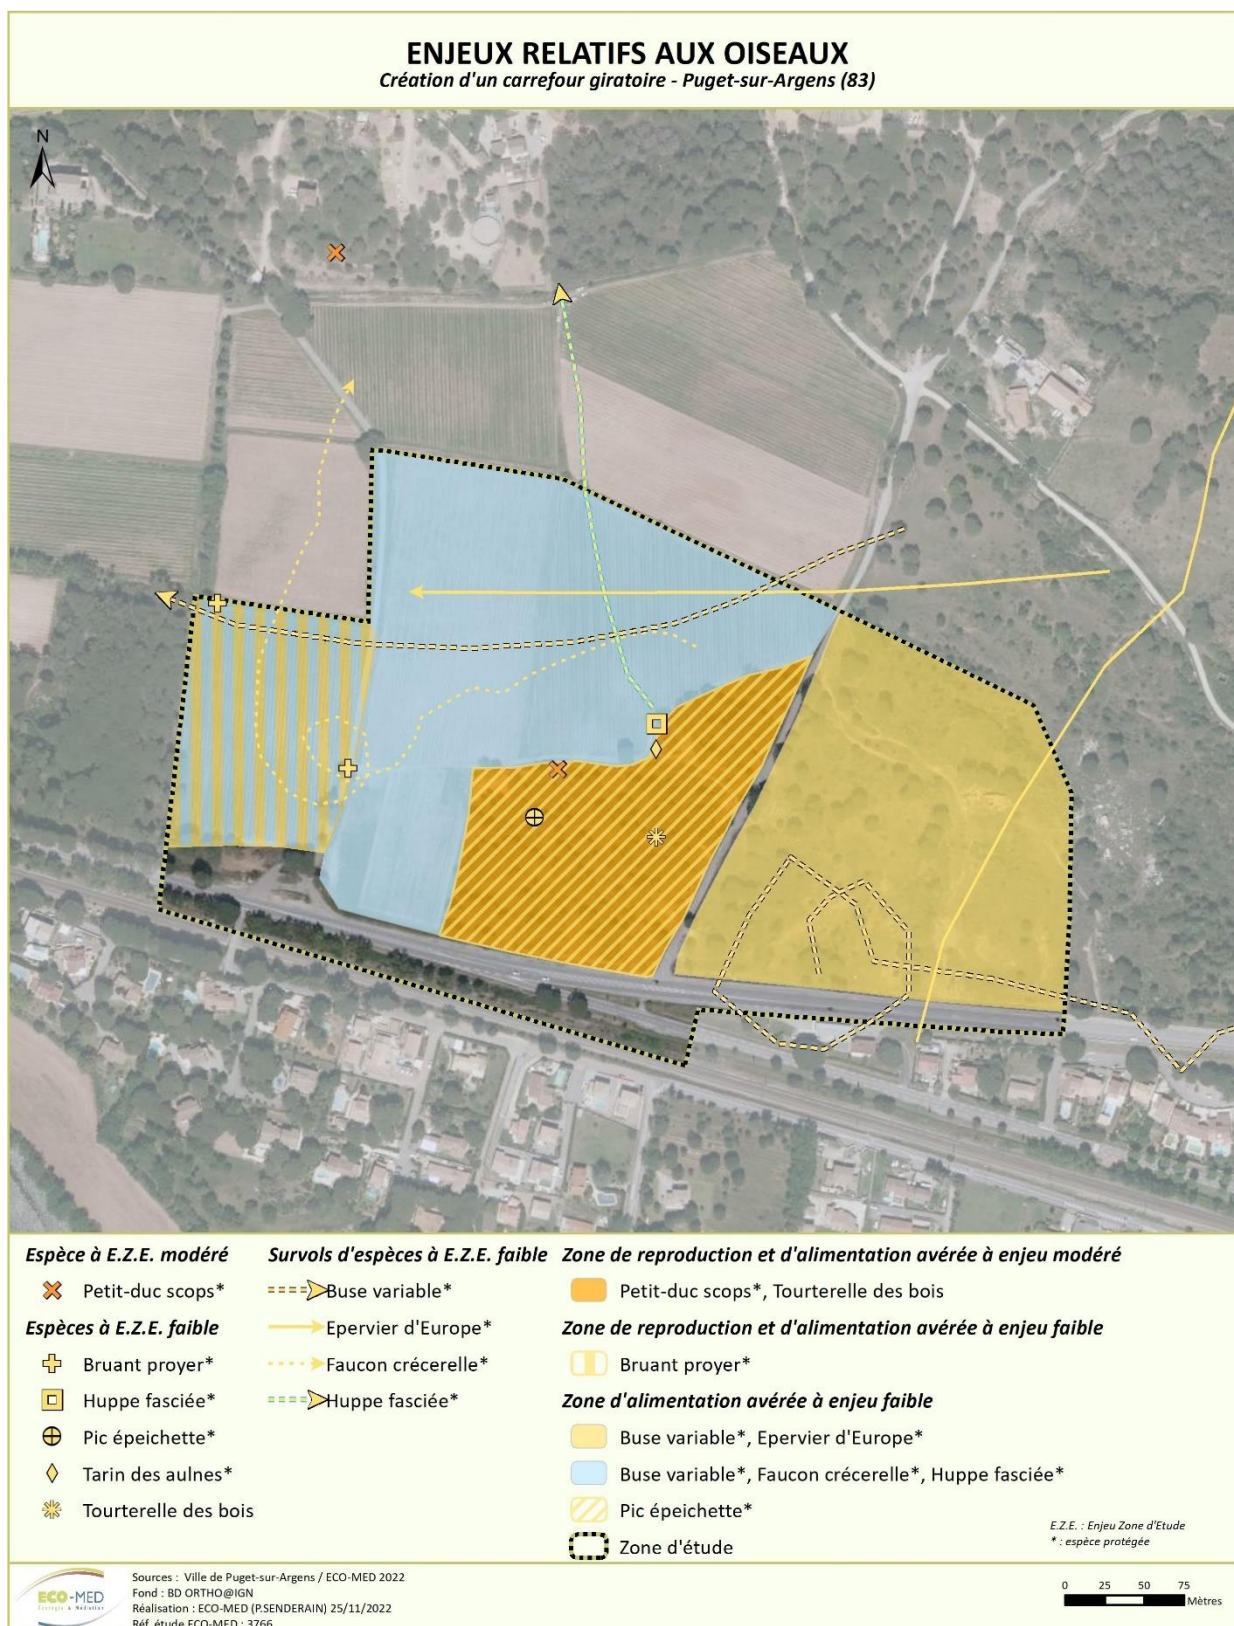 ENJEUX RELATIFS AUX OISEAUX
Création d'un carrefour giratoire - Puget-sur-Argens (83)
N
Espèce à E.Z.E. modéré
Petit-duc scops*
Espèces à E.Z.E. faible
Bruant proyer*
Huppe fasciée*
Pic épeichette*
Tarin des aulnes*
Tourterelle des bois
Survols d'espèces à E.Z.E. faible
Buse variable*
Epervier d'Europe*
Faucon crécerelle*
Huppe fasciée*
Zone de reproduction et d'alimentation avérée à enjeu modéré
Petit-duc scops*, Tourterelle des bois
Zone de reproduction et d'alimentation avérée à enjeu faible
Bruant proyer*
Zone d'alimentation avérée à enjeu faible
Buse variable*, Epervier d'Europe*
Buse variable*, Faucon crécerelle*, Huppe fasciée*
Pic épeichette*
Zone d'étude
E.Z.E. : Enjeu Zone d'Etude
* : espèce protégée
ECO-MED
Ecologie & Médiation
Sources : Ville de Puget-sur-Argens / ECO-MED 2022
Fond : BD ORTHO@IGN
Réalisation : ECO-MED (P.SENDERAIN) 25/11/2022
Réf. étude ECO-MED : 3766
0 25 50 75
Mètres